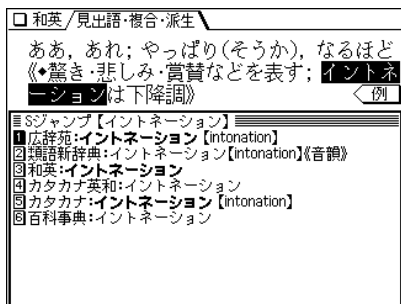 和英/見出語・複合・派生
ああ, あれ; やっぱり(そうか), なるほど
《◆驚き・悲しみ・賞賛などを表す; イントネ
ーションは下降調》
例
Sジャンプ【イントネーション】
1広辞苑:イントネーション【intonation】
2類語新辞典:イントネーション【intonation】《音韻》
3和英:イントネーション
4カタカナ英和:イントネーション
5カタカナ:イントネーション【intonation】
6百科事典:イントネーション